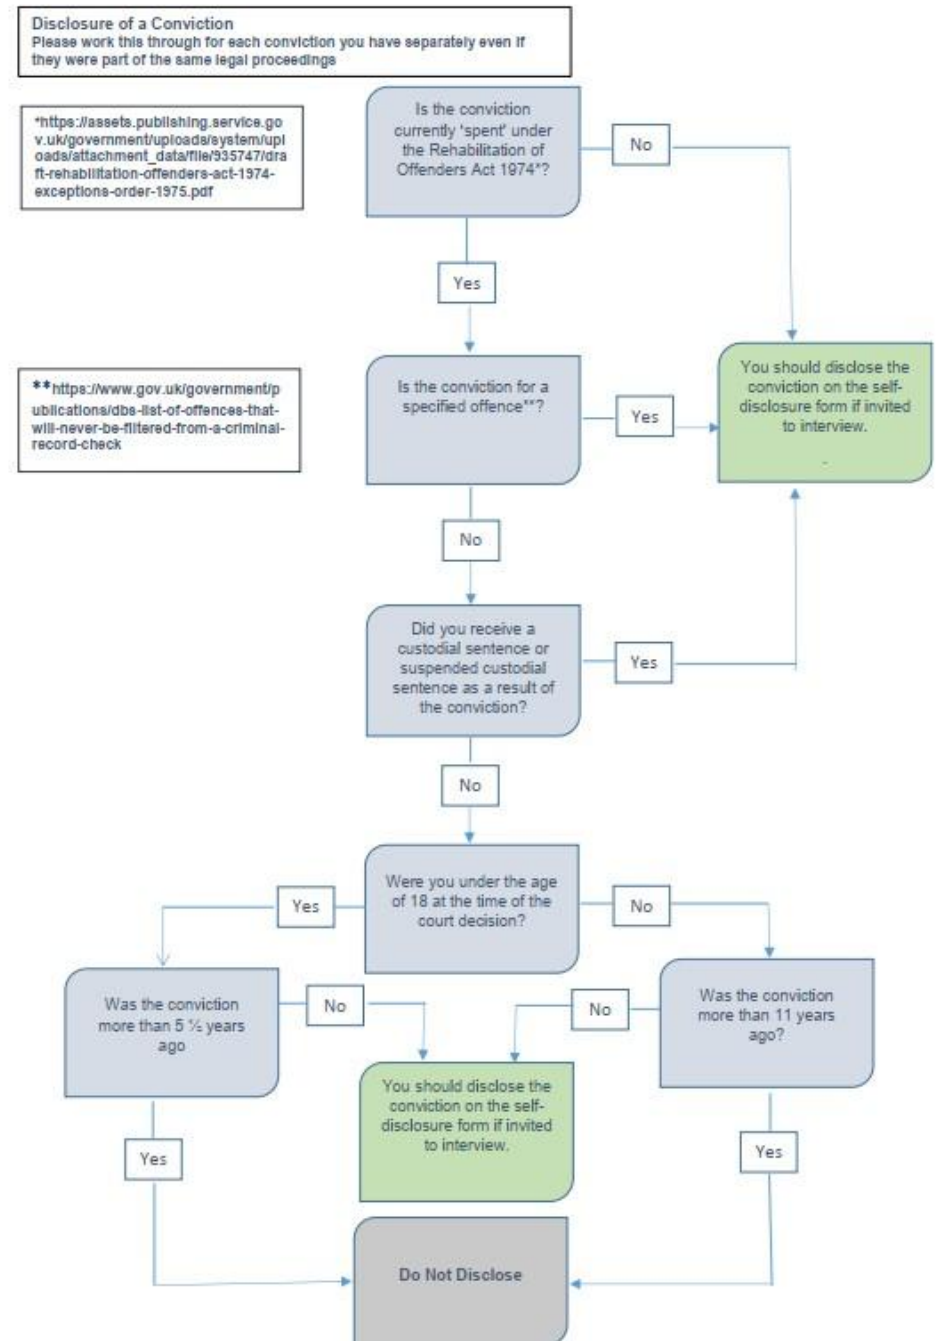 Disclosure of a Conviction
Please work this through for each conviction you have separately even if
they were part of the same legal proceedings
*https://assets.publishing.service.go
v.uk/government/uploads/system/upl
oads/attachment_data/file/935747/dra
ft-rehabilitation-offenders-act-1974-
exceptions-order-1975.pdf
Is the conviction
currently 'spent' under
the Rehabilitation of
Offenders Act 1974*?
No
Yes
**https://www.gov.uk/government/p
ublications/dbs-list-of-offences-that-
will-never-be-filtered-from-a-criminal-
record-check
Is the conviction for a
specified offence**?
Yes
You should disclose the
conviction on the self-
disclosure form if invited
to interview.
.
No
Did you receive a
custodial sentence or
suspended custodial
sentence as a result of
the conviction?
Yes
No
Were you under the age
of 18 at the time of the
court decision?
Yes
No
Was the conviction
more than 5 ½ years
ago
No
No
Was the conviction
more than 11 years
ago?
You should disclose the
conviction on the self-
disclosure form if invited
to interview.
Yes
Yes
Do Not Disclose